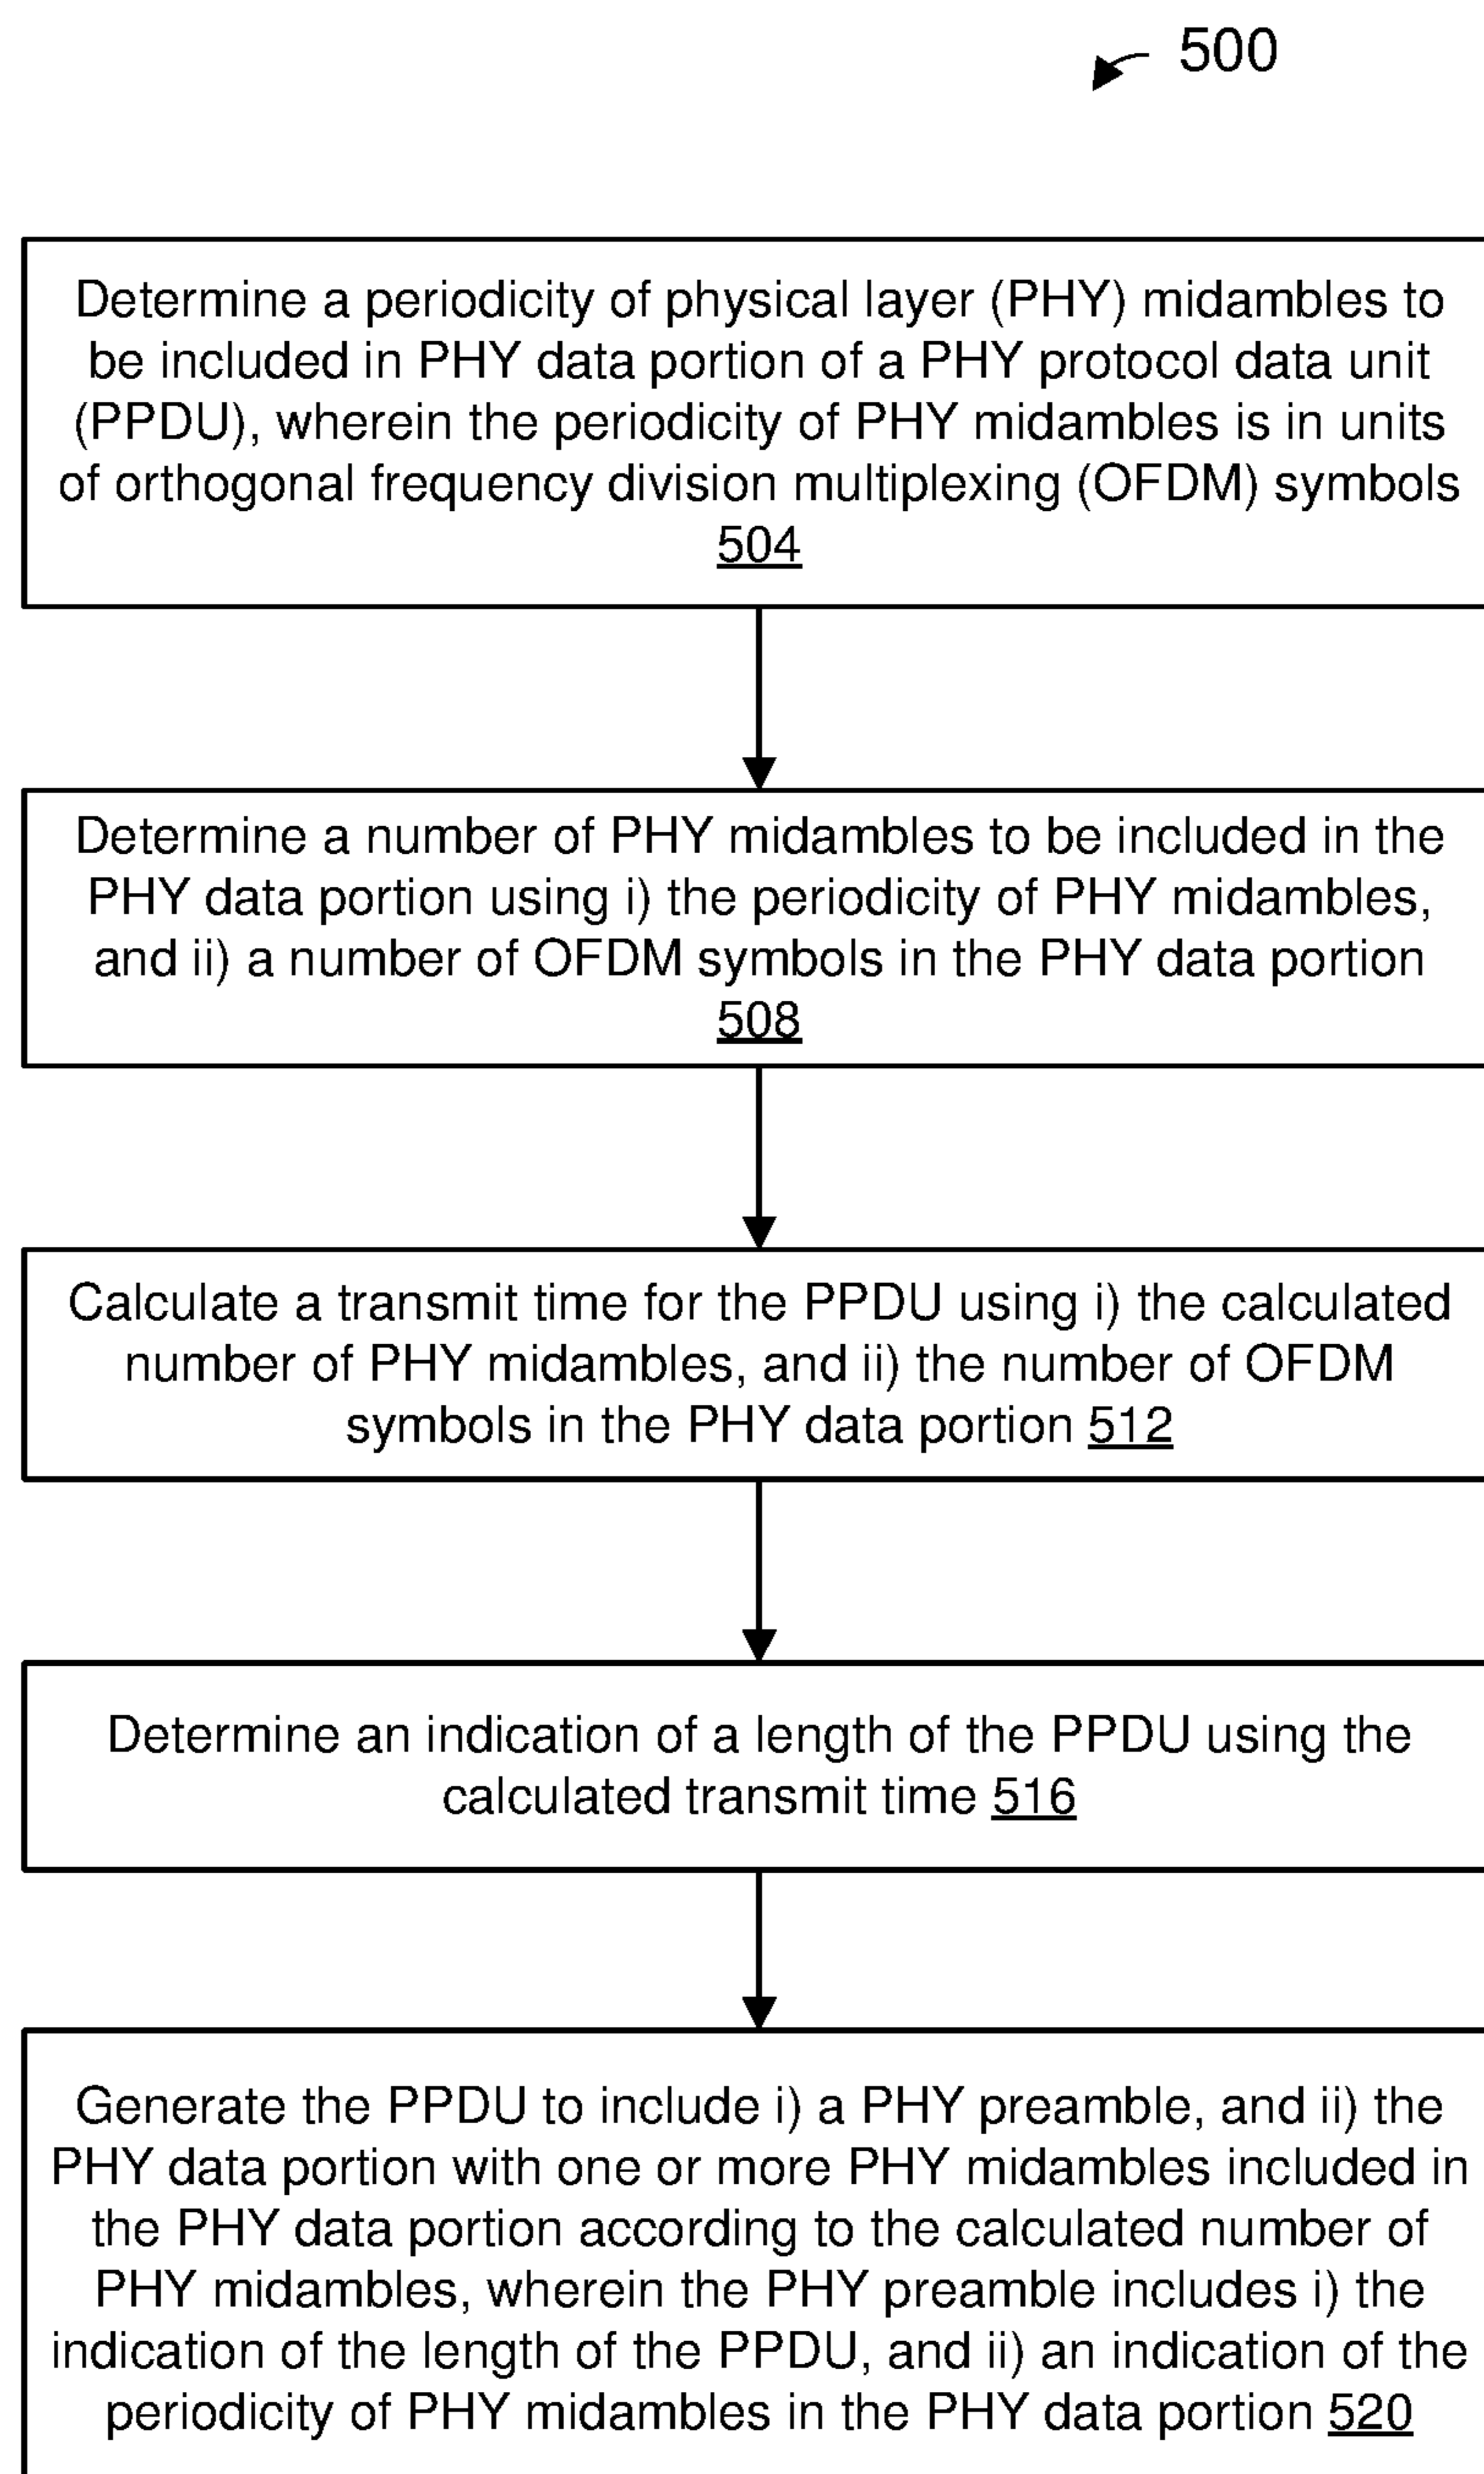 500
Determine a periodicity of physical layer (PHY) midambles to
be included in PHY data portion of a PHY protocol data unit
(PPDU), wherein the periodicity of PHY midambles is in units
of orthogonal frequency division multiplexing (OFDM) symbols
504
Determine a number of PHY midambles to be included in the
PHY data portion using i) the periodicity of PHY midambles,
and ii) a number of OFDM symbols in the PHY data portion
508
Calculate a transmit time for the PPDU using i) the calculated
number of PHY midambles, and ii) the number of OFDM
symbols in the PHY data portion 512
Determine an indication of a length of the PPDU using the
calculated transmit time 516
Generate the PPDU to include i) a PHY preamble, and ii) the
PHY data portion with one or more PHY midambles included in
the PHY data portion according to the calculated number of
PHY midambles, wherein the PHY preamble includes i) the
indication of the length of the PPDU, and ii) an indication of the
periodicity of PHY midambles in the PHY data portion 520